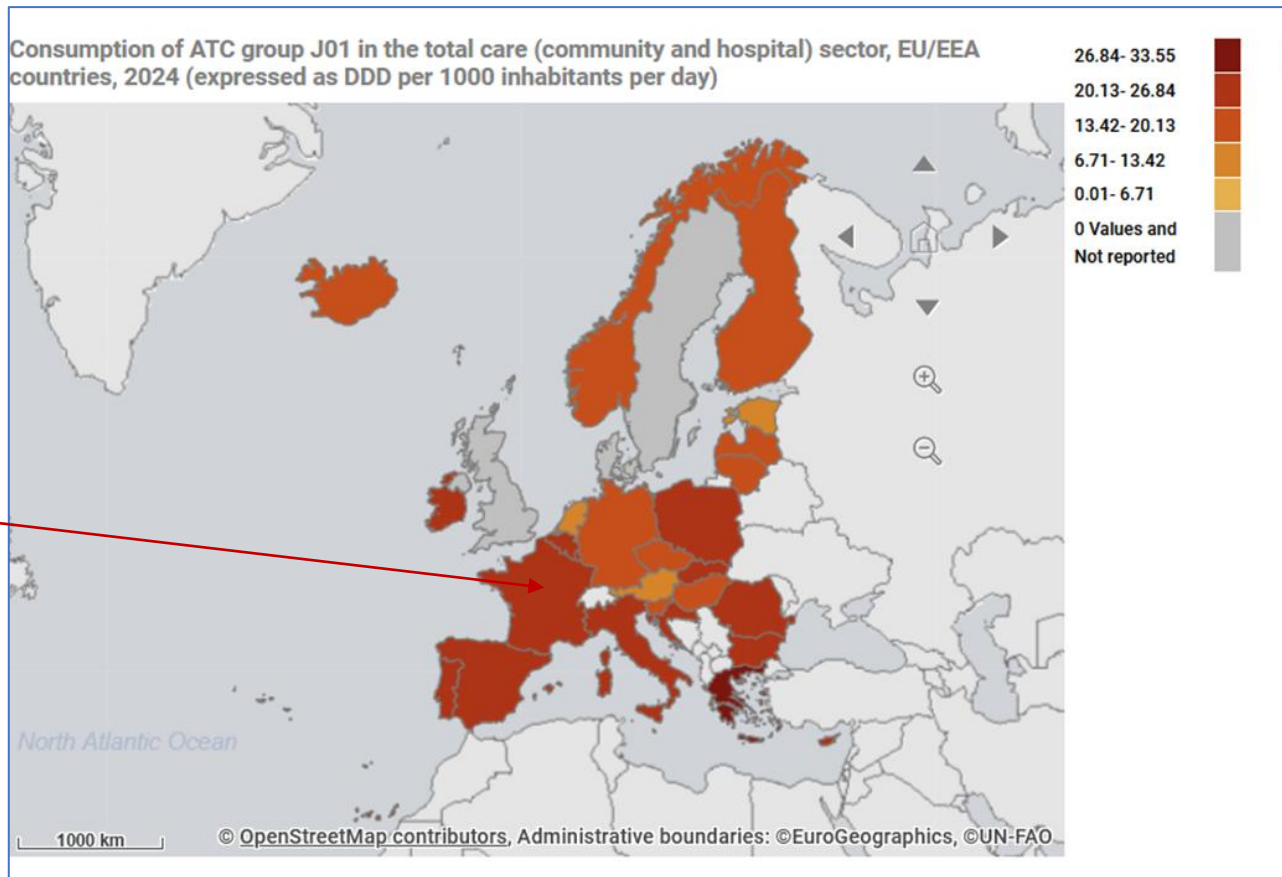 Consumption of ATC group J01 in the total care (community and hospital) sector, EU/EEA
countries, 2024 (expressed as DDD per 1000 inhabitants per day)
26.84- 33.55
20.13- 26.84
13.42- 20.13
6.71- 13.42
0.01- 6.71
0 Values and
Not reported
North Atlantic Ocean
1000 km
© OpenStreetMap contributors, Administrative boundaries: ©EuroGeographics, ©UN-FAO